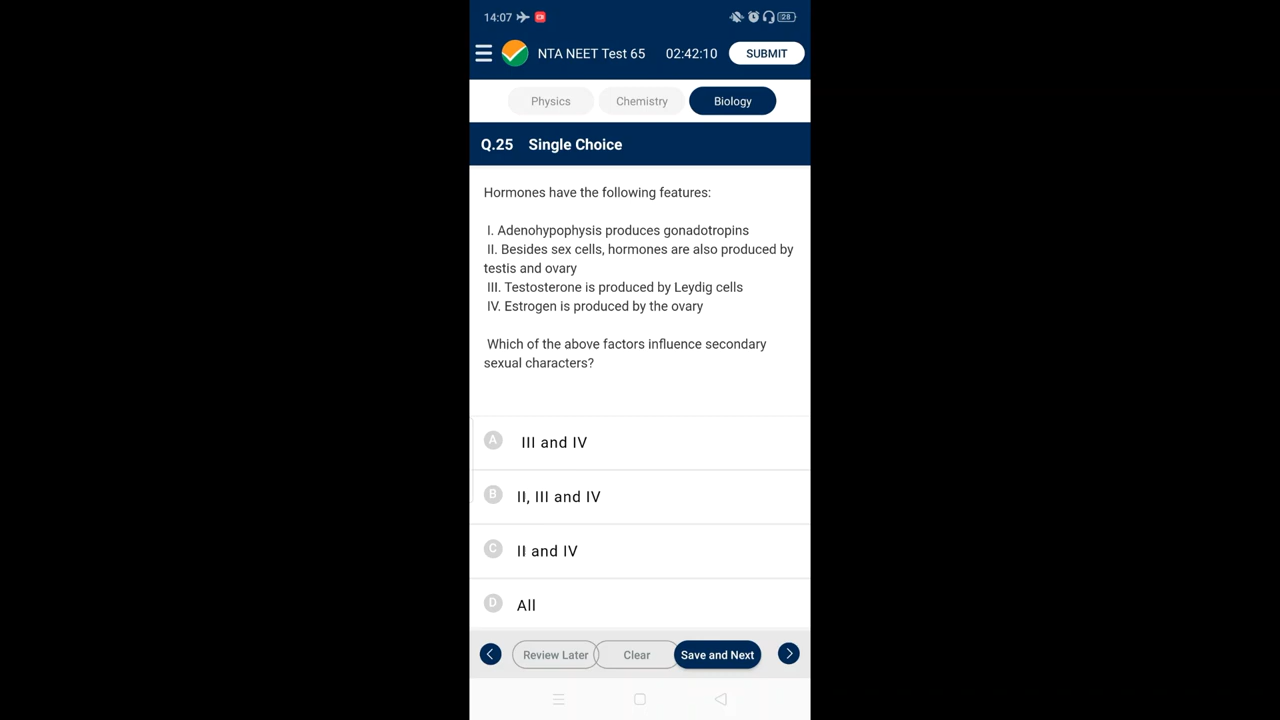 14:07
28
NTA NEET Test 65 02:42:10 SUBMIT
Physics Chemistry Biology
Q.25 Single Choice
Hormones have the following features:
I. Adenohypophysis produces gonadotropins
II. Besides sex cells, hormones are also produced by
testis and ovary
III. Testosterone is produced by Leydig cells
IV. Estrogen is produced by the ovary
Which of the above factors influence secondary
sexual characters?
A III and IV
B II, III and IV
C II and IV
D All
Review Later Clear Save and Next